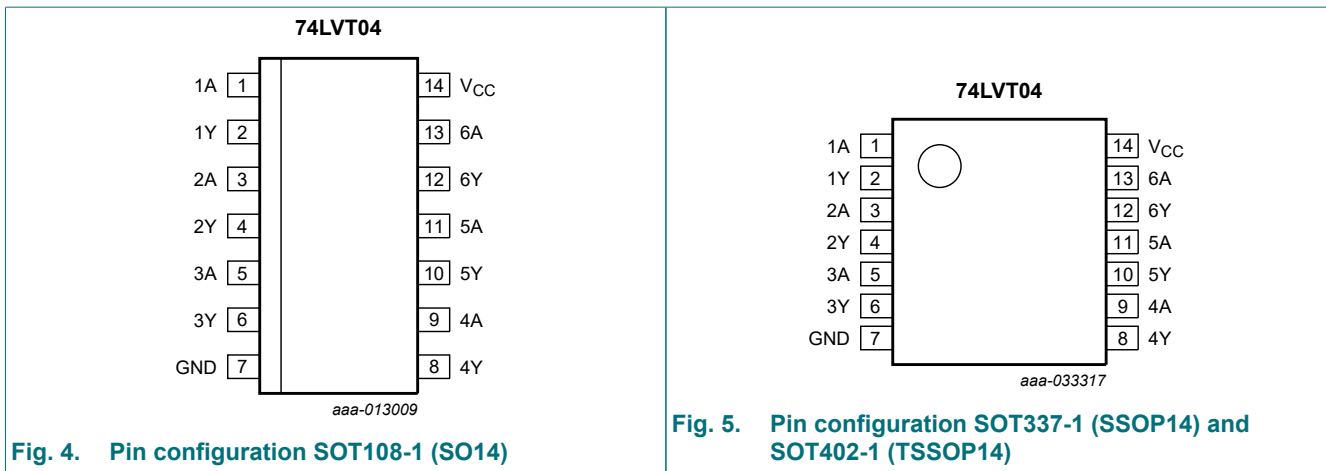 74LVT04
1A 1 14 VCC
1Y 2 13 6A
2A 3 12 6Y
2Y 4 11 5A
3A 5 10 5Y
3Y 6 9 4A
GND 7 8 4Y
aaa-013009
Fig. 4. Pin configuration SOT108-1 (SO14)
74LVT04
1A 1 14 VCC
1Y 2 13 6A
2A 3 12 6Y
2Y 4 11 5A
3A 5 10 5Y
3Y 6 9 4A
GND 7 8 4Y
aaa-033317
Fig. 5. Pin configuration SOT337-1 (SSOP14) and
SOT402-1 (TSSOP14)